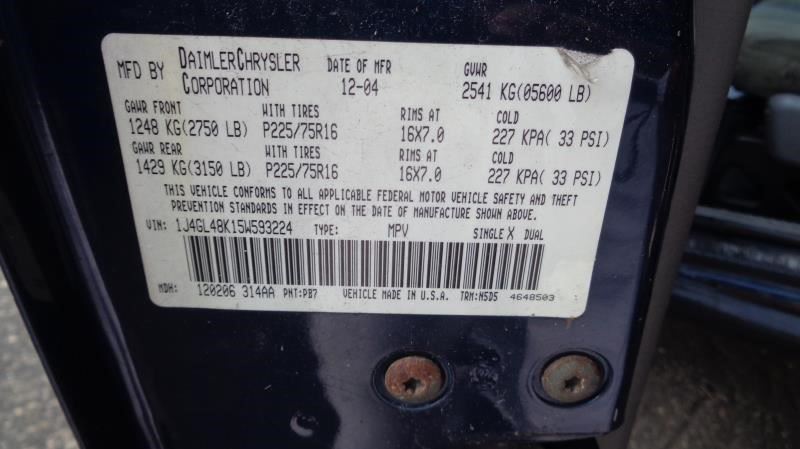 MFD BY DAIMLERCHRYSLER CORPORATION DATE OF MFR 12-04 GVWR 2541 KG(05600 LB)
GAWR FRONT WITH TIRES RIMS AT COLD
1248 KG(2750 LB) P225/75R16 16X7.0 227 KPA( 33 PSI)
GAWR REAR WITH TIRES RIMS AT COLD
1429 KG(3150 LB) P225/75R16 16X7.0 227 KPA( 33 PSI)
THIS VEHICLE CONFORMS TO ALL APPLICABLE FEDERAL MOTOR VEHICLE SAFETY AND THEFT
PREVENTION STANDARDS IN EFFECT ON THE DATE OF MANUFACTURE SHOWN ABOVE.
VIN: 1J4GL48K15W593224 TYPE: MPV SINGLE X DUAL
MDH: 120206 314AA PNT:PB7 VEHICLE MADE IN U.S.A. TRM:N5D5 4648503